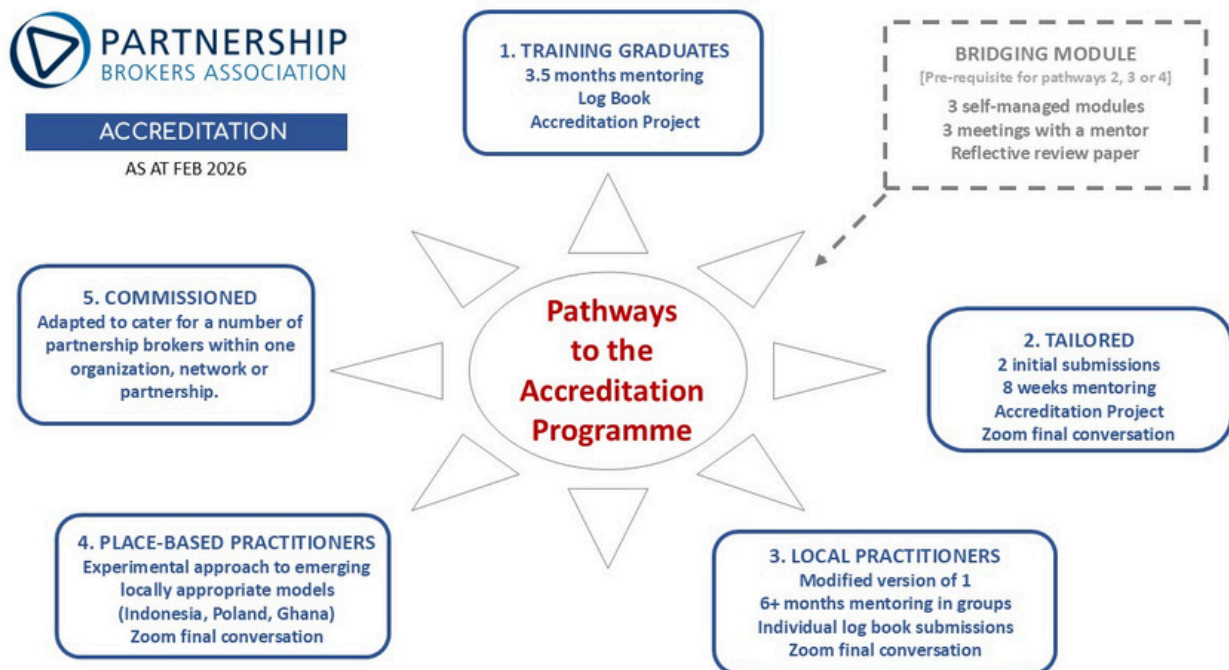 PARTNERSHIP
BROKERS ASSOCIATION
ACCREDITATION
AS AT FEB 2026
1. TRAINING GRADUATES
3.5 months mentoring
Log Book
Accreditation Project
BRIDGING MODULE
[Pre-requisite for pathways 2, 3 or 4]
3 self-managed modules
3 meetings with a mentor
Reflective review paper
5. COMMISSIONED
Adapted to cater for a number of
partnership brokers within one
organization, network or
partnership.
Pathways
to the
Accreditation
Programme
2. TAILORED
2 initial submissions
8 weeks mentoring
Accreditation Project
Zoom final conversation
4. PLACE-BASED PRACTITIONERS
Experimental approach to emerging
locally appropriate models
(Indonesia, Poland, Ghana)
Zoom final conversation
3. LOCAL PRACTITIONERS
Modified version of 1
6+ months mentoring in groups
Individual log book submissions
Zoom final conversation